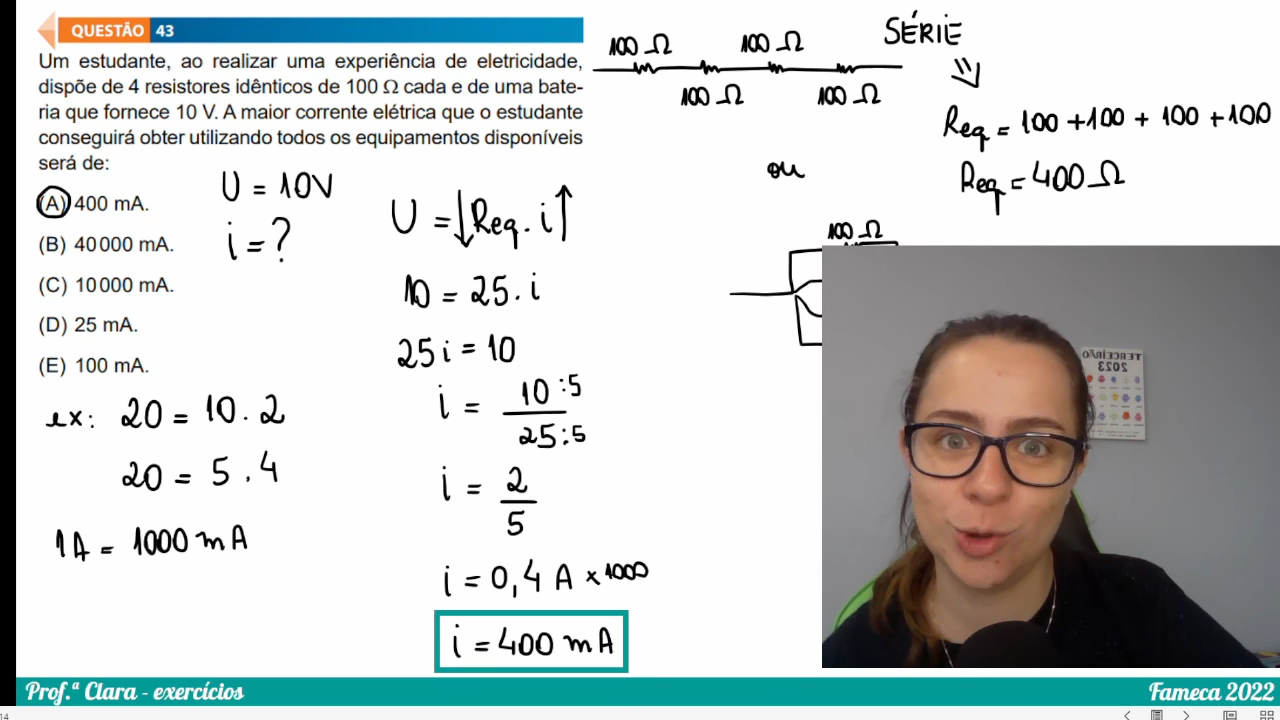 QUESTÃO 43
Um estudante, ao realizar uma experiência de eletricidade,
dispõe de 4 resistores idênticos de 100 Ω cada e de uma bate-
ria que fornece 10 V. A maior corrente elétrica que o estudante
conseguirá obter utilizando todos os equipamentos disponíveis
será de:
(A) 400 mA.
(B) 40 000 mA.
(C) 10 000 mA.
(D) 25 mA.
(E) 100 mA.
U = 10V
i = ?
ex: 20 = 10 . 2
20 = 5 . 4
1A = 1000 mA
U = ↓Req . i↑
10 = 25 . i
25 i = 10
i = 10 :5
25 :5
i = 2
5
i = 0,4 A × 1000
i = 400 mA
100 Ω 100 Ω
100 Ω 100 Ω
SÉRIE
Req = 100 + 100 + 100 + 100
Req = 400 Ω
ou
100 Ω
TERCEIRÃO
2023
Prof.ª Clara - exercícios
Fameca 2022
14